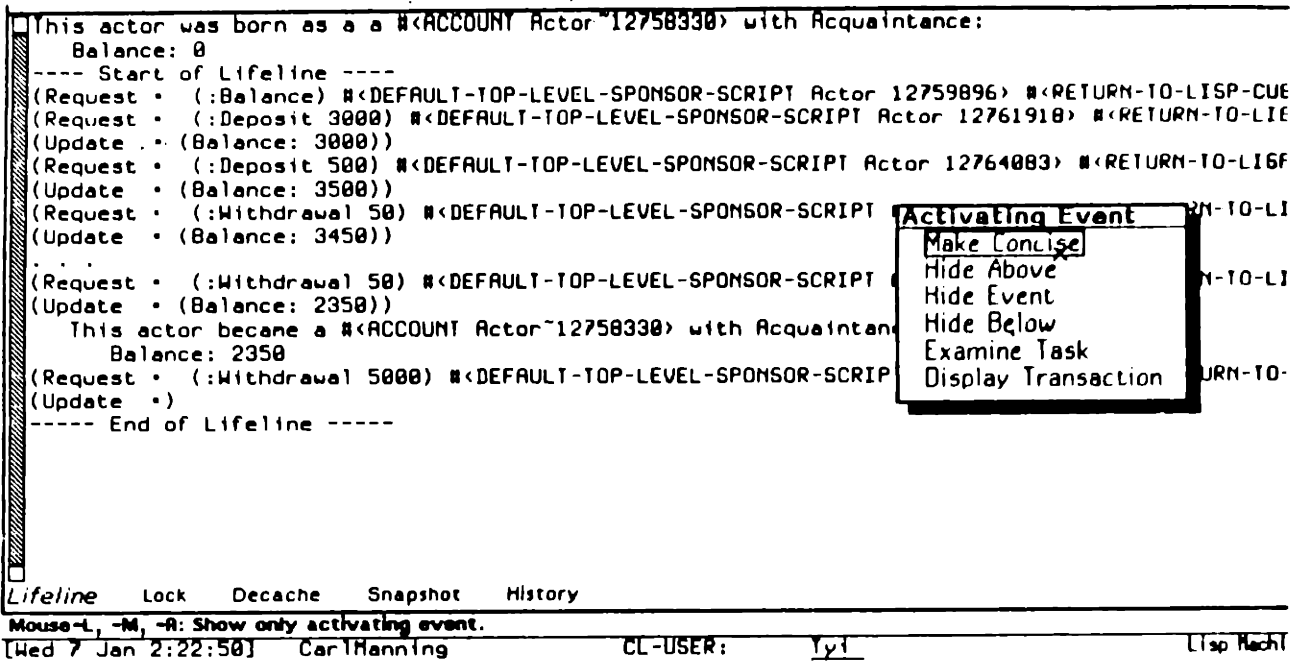 This actor was born as a a #<ACCOUNT Actor~12758330> with Acquaintance:
Balance: 0
---- Start of Lifeline ----
(Request · (:Balance) #<DEFAULT-TOP-LEVEL-SPONSOR-SCRIPT Actor 12759896> #<RETURN-TO-LISP-CUE
(Request · (:Deposit 3000) #<DEFAULT-TOP-LEVEL-SPONSOR-SCRIPT Actor 12761918> #<RETURN-TO-LIE
(Update · (Balance: 3000))
(Request · (:Deposit 500) #<DEFAULT-TOP-LEVEL-SPONSOR-SCRIPT Actor 12764083> #<RETURN-TO-LISP
(Update · (Balance: 3500))
(Request · (:Withdrawal 50) #<DEFAULT-TOP-LEVEL-SPONSOR-SCRIPT RN-TO-LI
(Update · (Balance: 3450))
. . .
(Request · (:Withdrawal 50) #<DEFAULT-TOP-LEVEL-SPONSOR-SCRIPT N-TO-LI
(Update · (Balance: 2350))
This actor became a #<ACCOUNT Actor~12758330> with Acquaintan
Balance: 2350
(Request · (:Withdrawal 5000) #<DEFAULT-TOP-LEVEL-SPONSOR-SCRIP URN-TO-
(Update ·)
----- End of Lifeline -----
Activating Event
Make Concise
Hide Above
Hide Event
Hide Below
Examine Task
Display Transaction
Lifeline Lock Decache Snapshot History
Mouse-L, -M, -R: Show only activating event.
[Wed 7 Jan 2:22:50] CarlManning CL-USER: Tyi Lisp Machi